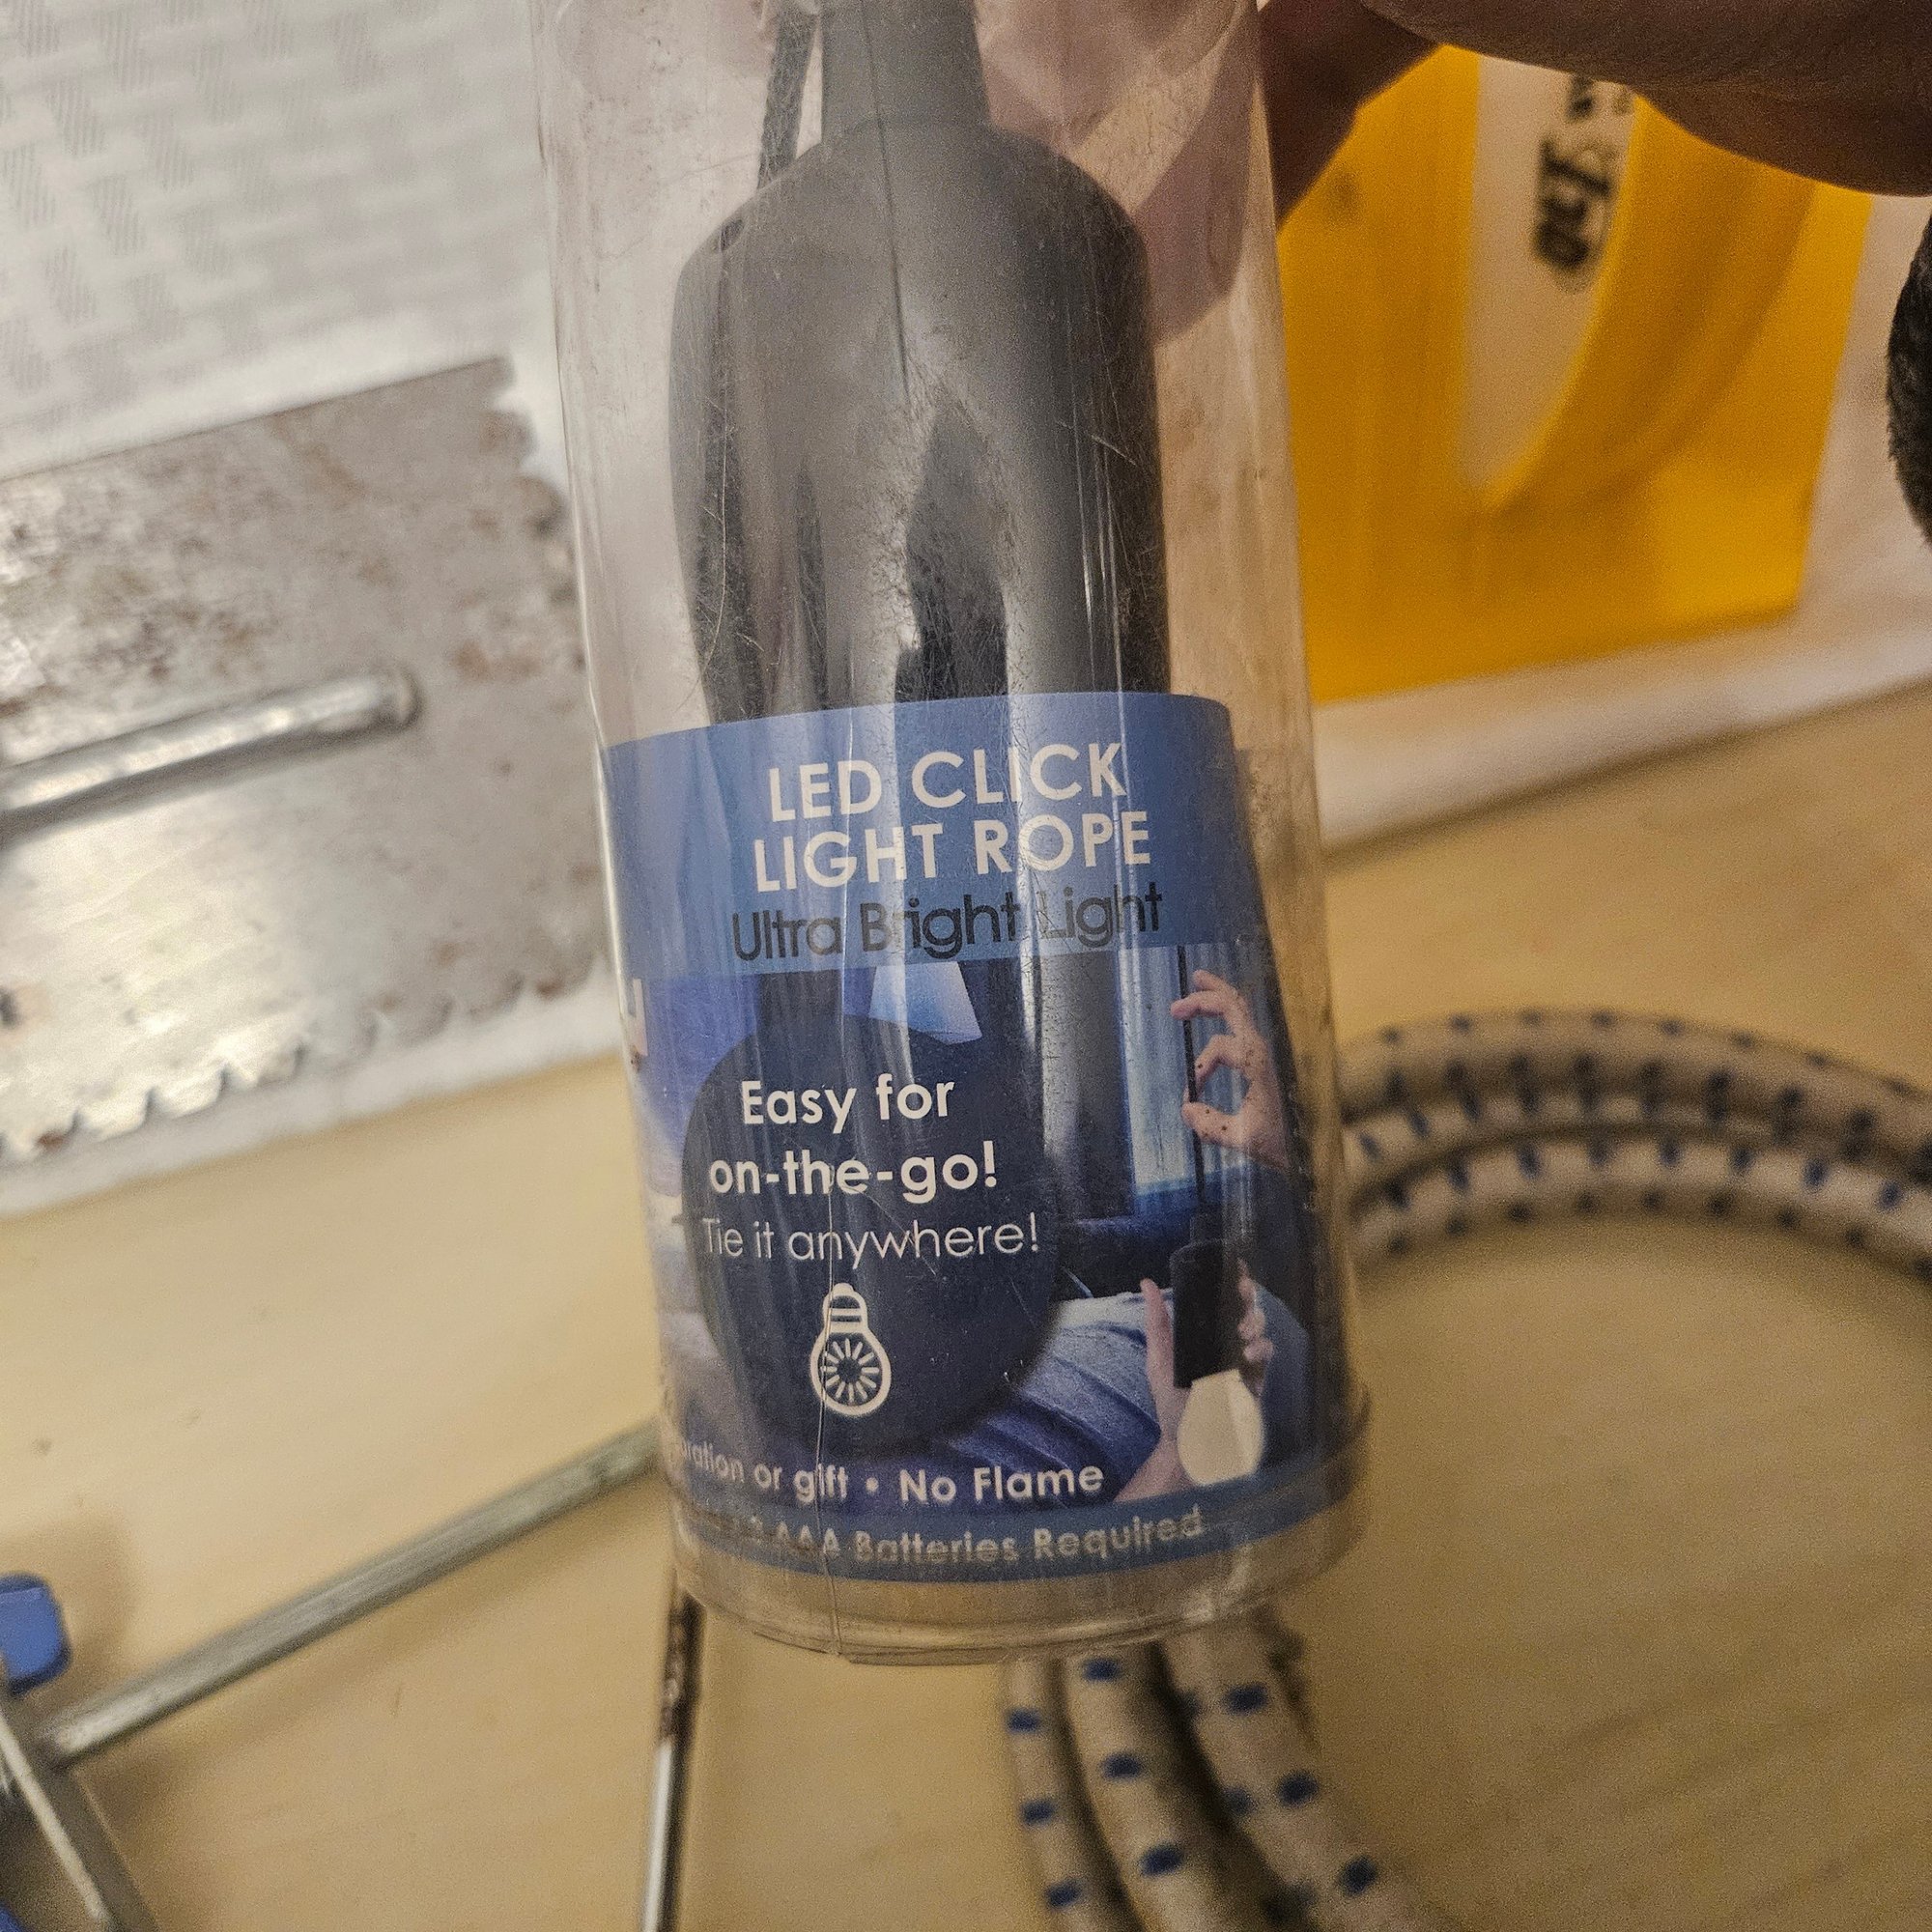 LED CLICK
LIGHT ROPE
Ultra Bright Light
Easy for
on-the-go!
Tie it anywhere!
or gift • No Flame
AAA Batteries Required